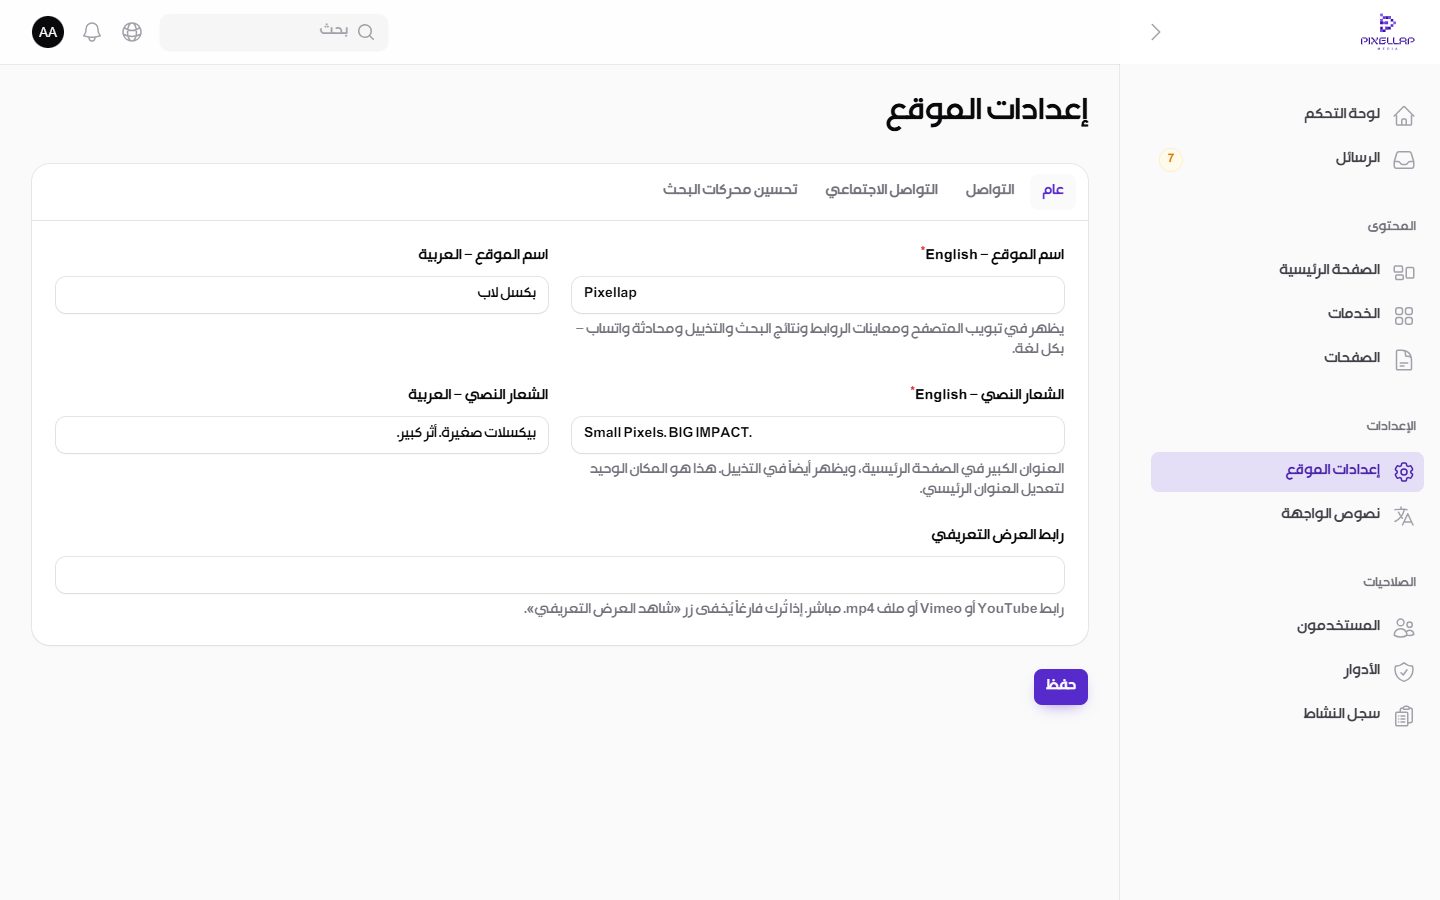 PIXELLAP
MEDIA
بحث
AA
لوحة التحكم
الرسائل
7
المحتوى
الصفحة الرئيسية
الخدمات
الصفحات
الإعدادات
إعدادات الموقع
نصوص الواجهة
الصلاحيات
المستخدمون
الأدوار
سجل النشاط
إعدادات الموقع
عام
التواصل
التواصل الاجتماعي
تحسين محركات البحث
اسم الموقع – English*
Pixellap
يظهر في تبويب المتصفح ومعاينات الروابط ونتائج البحث والتذييل ومحادثة واتساب –
بكل لغة.
اسم الموقع – العربية
بكسل لاب
الشعار النصي – English*
Small Pixels. BIG IMPACT.
العنوان الكبير في الصفحة الرئيسية، ويظهر أيضاً في التذييل. هذا هو المكان الوحيد
لتعديل العنوان الرئيسي.
الشعار النصي – العربية
بيكسلات صغيرة. أثر كبير.
رابط العرض التعريفي
رابط YouTube أو Vimeo أو ملف mp4. مباشر. إذا تُرك فارغاً يُخفى زر «شاهد العرض التعريفي».
حفظ